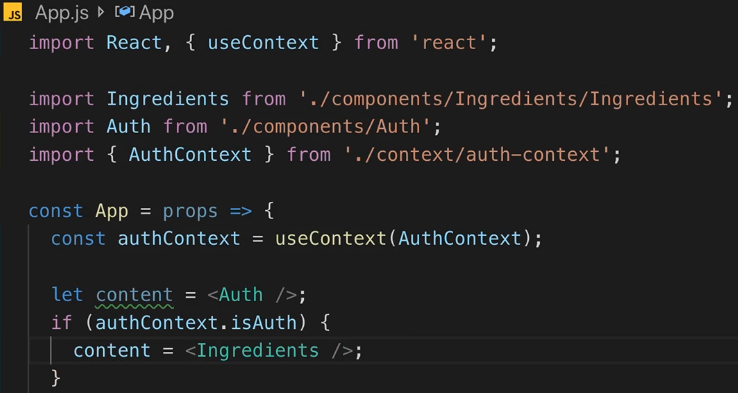 JS App.js App
import React, { useContext } from 'react';
import Ingredients from './components/Ingredients/Ingredients';
import Auth from './components/Auth';
import { AuthContext } from './context/auth-context';
const App = props => {
const authContext = useContext(AuthContext);
let content = <Auth />;
if (authContext.isAuth) {
content = <Ingredients />;
}